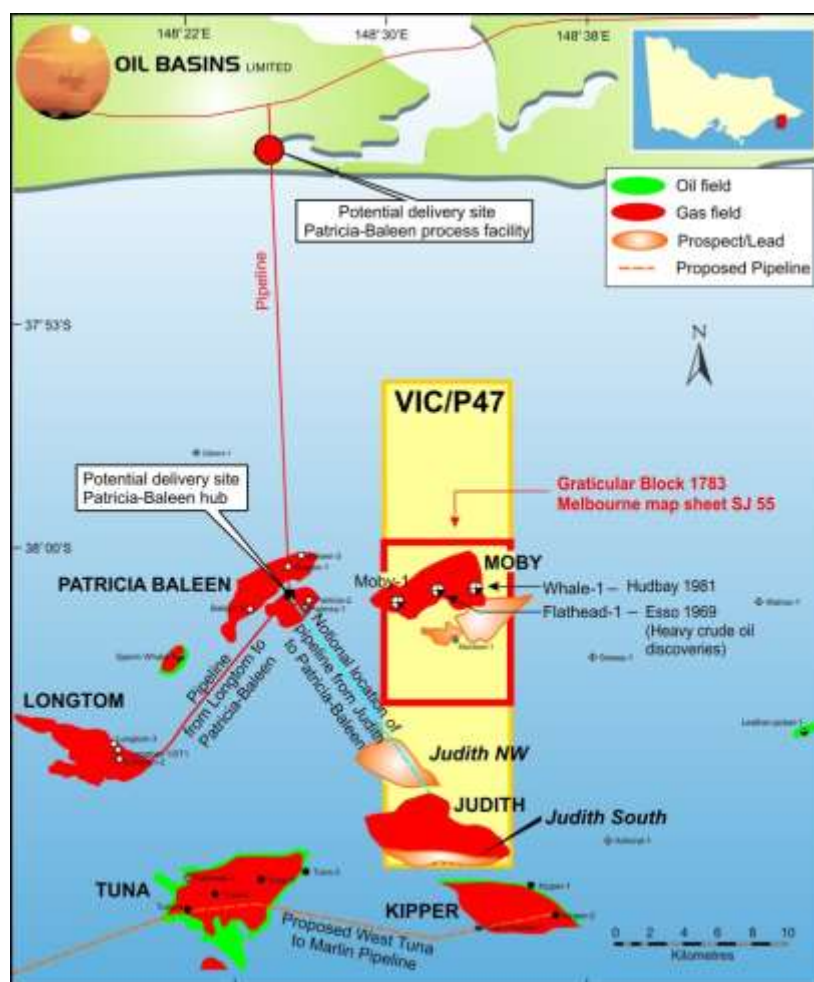 148°22'E
148°30'E
148°38'E
OIL BASINS LIMITED
Oil field
Gas field
Prospect/Lead
Proposed Pipeline
Potential delivery site
Patricia-Baleen process facility
Pipeline
37°53'S
N
VIC/P47
Potential delivery site
Patricia-Baleen hub
Graticular Block 1783
Melbourne map sheet SJ 55
38°00'S
PATRICIA BALEEN
MOBY
Moby-1
Whale-1 – Hudbay 1981
Flathead-1 – Esso 1969
(Heavy crude oil
discoveries)
Notional location of
pipeline from Judith
to Patricia-Baleen
Pipeline
from Longtom to
Patricia-Baleen
LONGTOM
Longtom-3
Judith NW
JUDITH
Judith South
TUNA
KIPPER
Kipper-1
Proposed West Tuna
to Marlin Pipeline
0 2 4 6 8 10
Kilometres